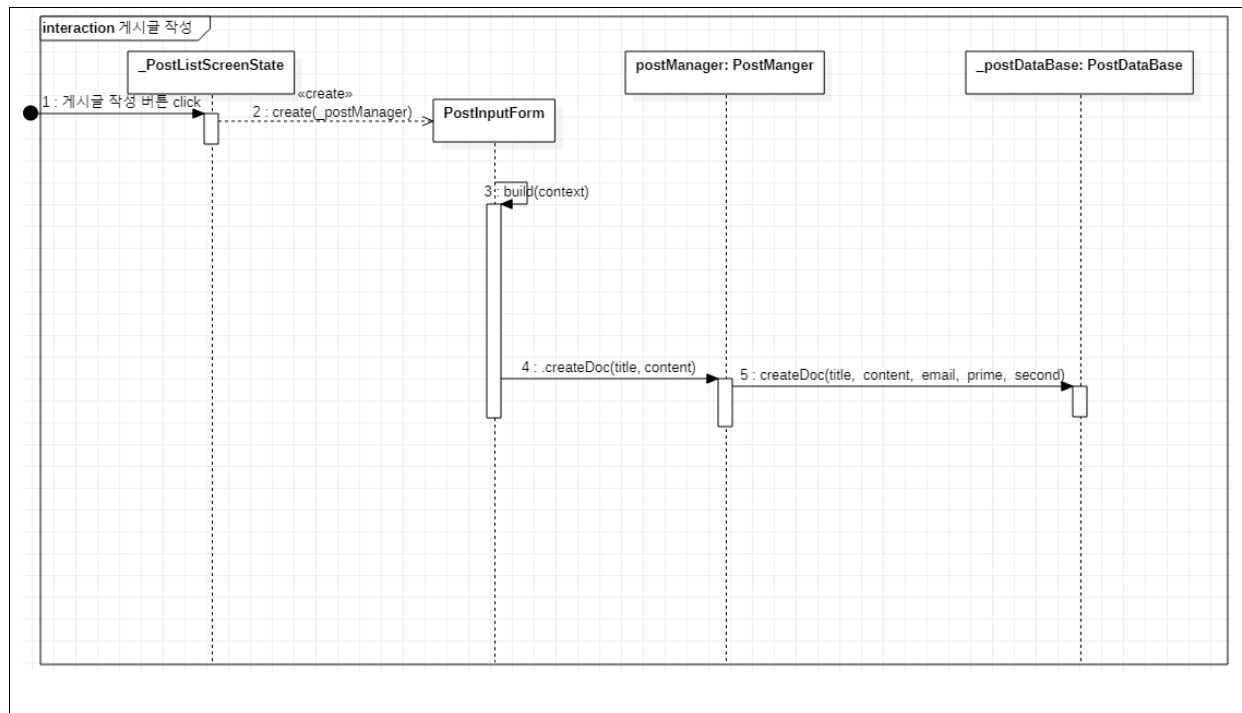 interaction 게시글 작성
_PostListScreenState
postManager: PostManger
_postDataBase: PostDataBase
1 : 게시글 작성 버튼 click
«create»
2 : create(_postManager)
PostInputForm
3 : build(context)
4 : .createDoc(title, content)
5 : createDoc(title, content, email, prime, second)